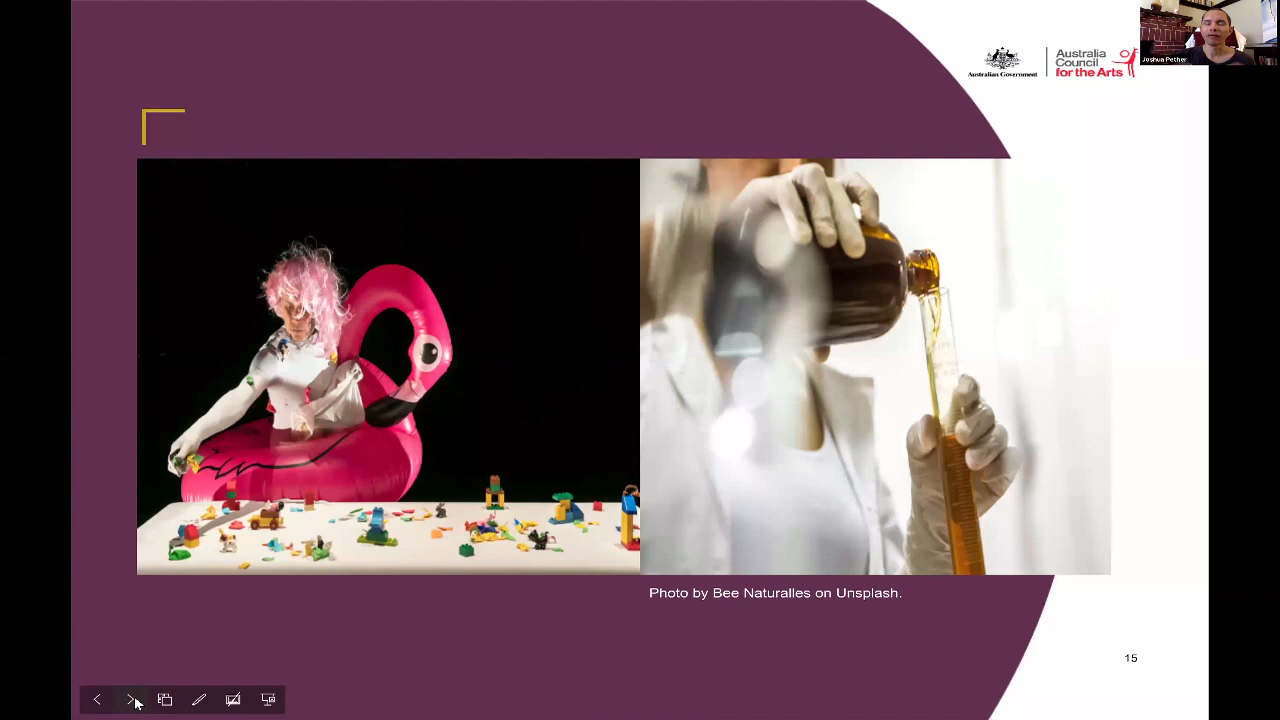 Australian Government
Australia
Council
for the Arts
Joshua Pether
Photo by Bee Naturalles on Unsplash.
15